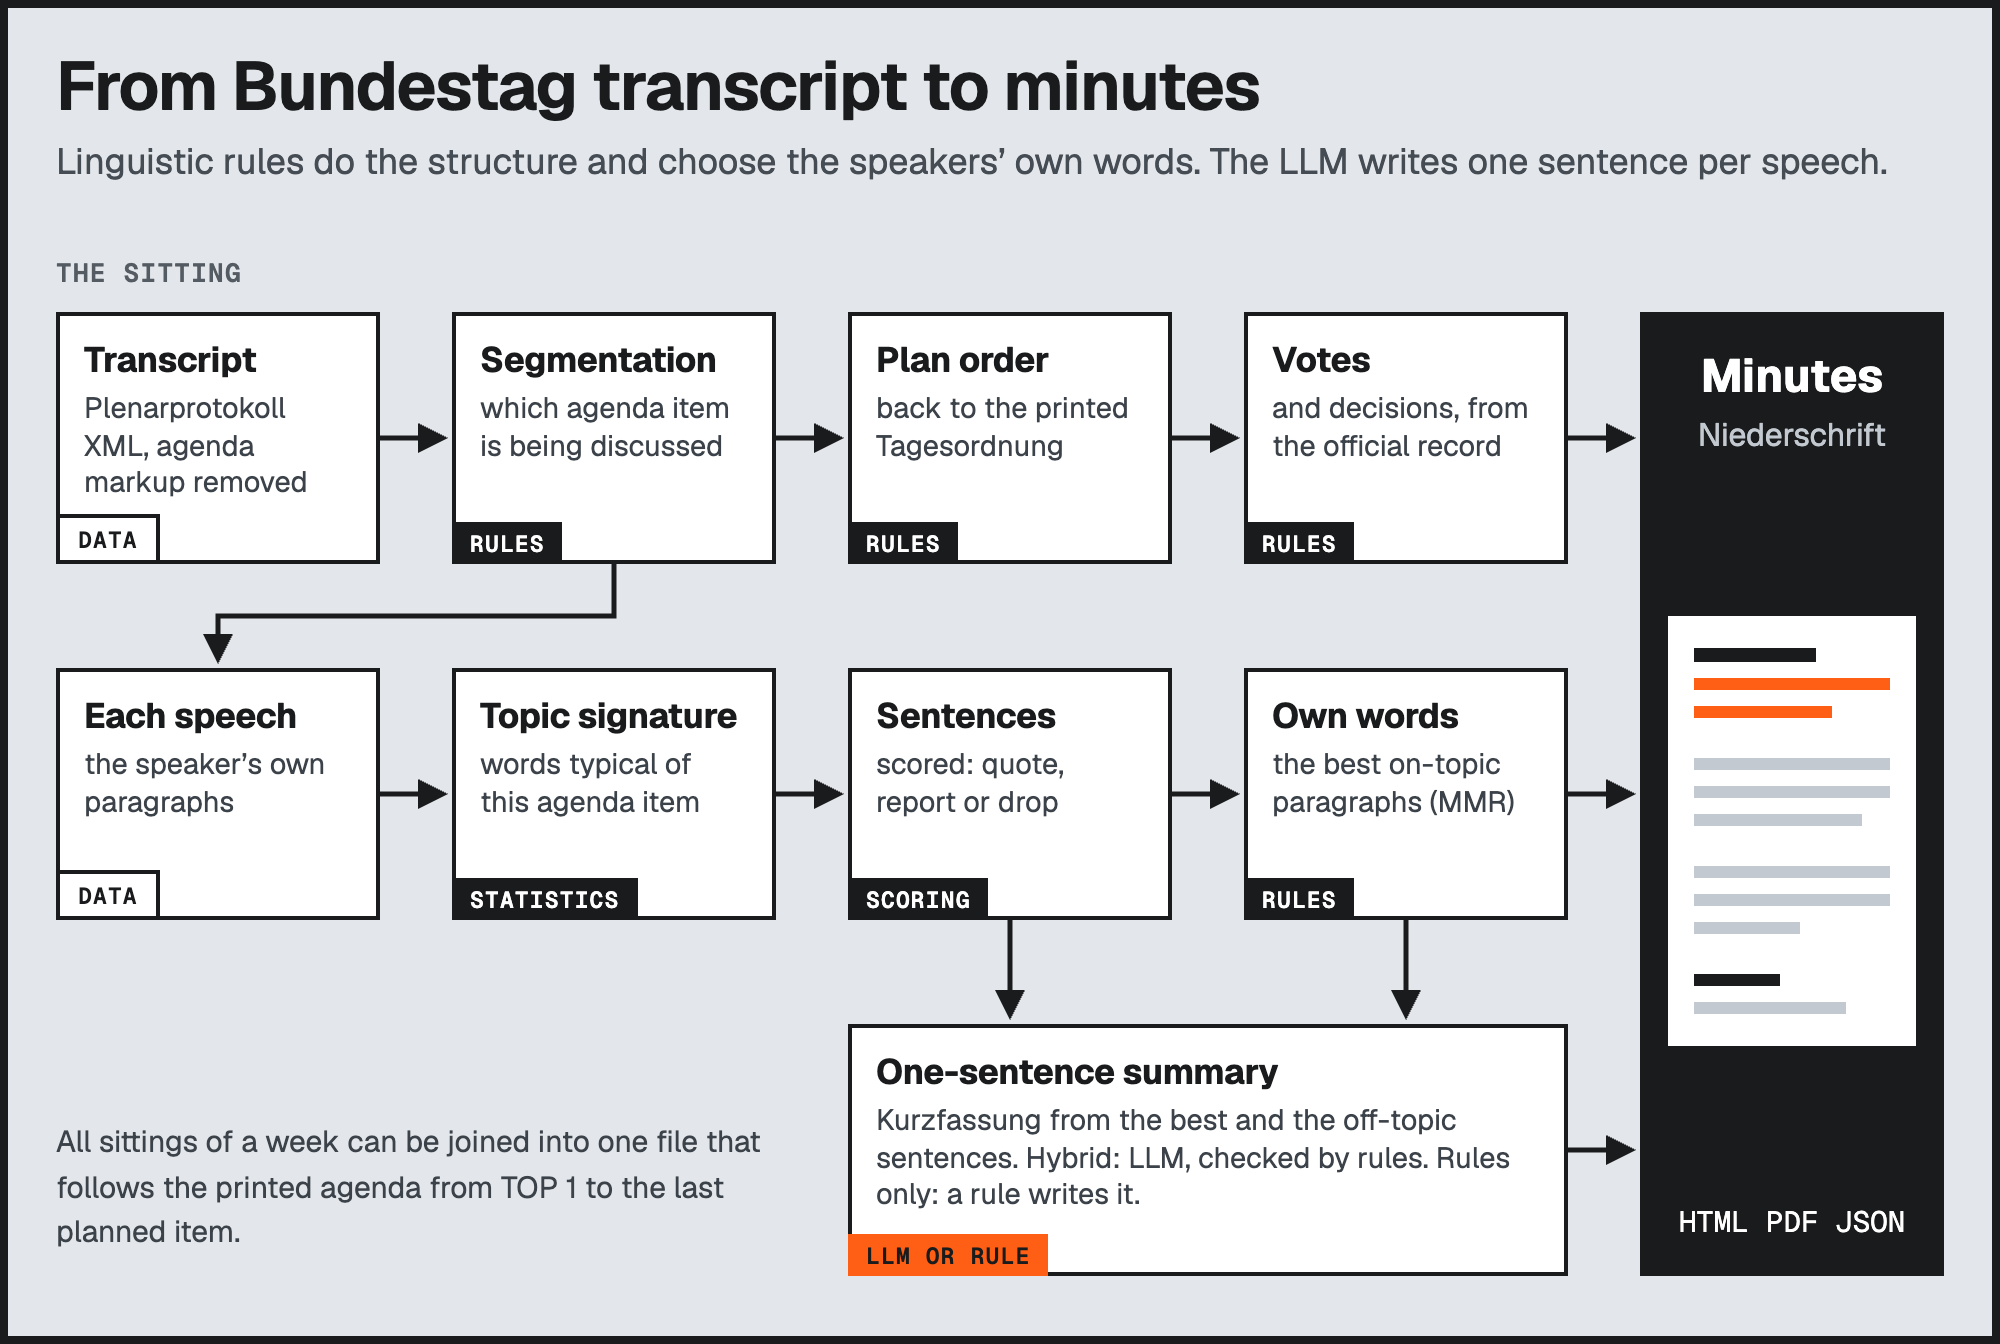 From Bundestag transcript to minutes
Linguistic rules do the structure and choose the speakers’ own words. The LLM writes one sentence per speech.
THE SITTING
Transcript
Plenarprotokoll
XML, agenda
markup removed
DATA
Segmentation
which agenda item
is being discussed
RULES
Plan order
back to the printed
Tagesordnung
RULES
Votes
and decisions, from
the official record
RULES
Minutes
Niederschrift
Each speech
the speaker’s own
paragraphs
DATA
Topic signature
words typical of
this agenda item
STATISTICS
Sentences
scored: quote,
report or drop
SCORING
Own words
the best on-topic
paragraphs (MMR)
RULES
One-sentence summary
Kurzfassung from the best and the off-topic
sentences. Hybrid: LLM, checked by rules. Rules
only: a rule writes it.
LLM OR RULE
All sittings of a week can be joined into one file that
follows the printed agenda from TOP 1 to the last
planned item.
HTML PDF JSON